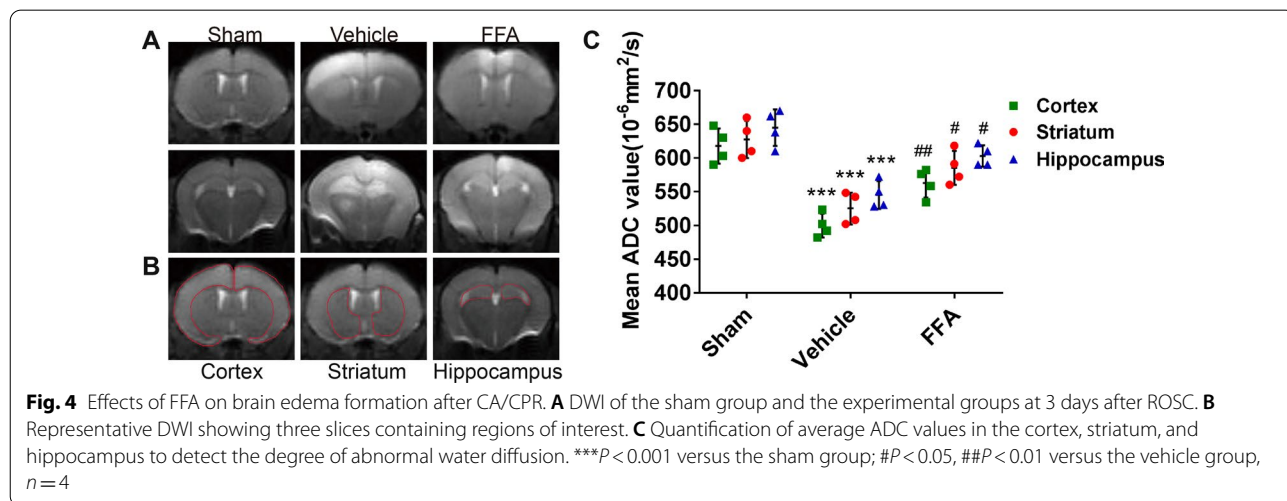 A
Sham Vehicle FFA
B
Cortex Striatum Hippocampus
C
Mean ADC value(10⁻⁶mm²/s)
700
650
600
550
500
450
400
*** *** ***
## # #
Sham Vehicle FFA
Cortex
Striatum
Hippocampus
Fig. 4 Effects of FFA on brain edema formation after CA/CPR. A DWI of the sham group and the experimental groups at 3 days after ROSC. B
Representative DWI showing three slices containing regions of interest. C Quantification of average ADC values in the cortex, striatum, and
hippocampus to detect the degree of abnormal water diffusion. ***P < 0.001 versus the sham group; #P < 0.05, ##P < 0.01 versus the vehicle group,
n = 4